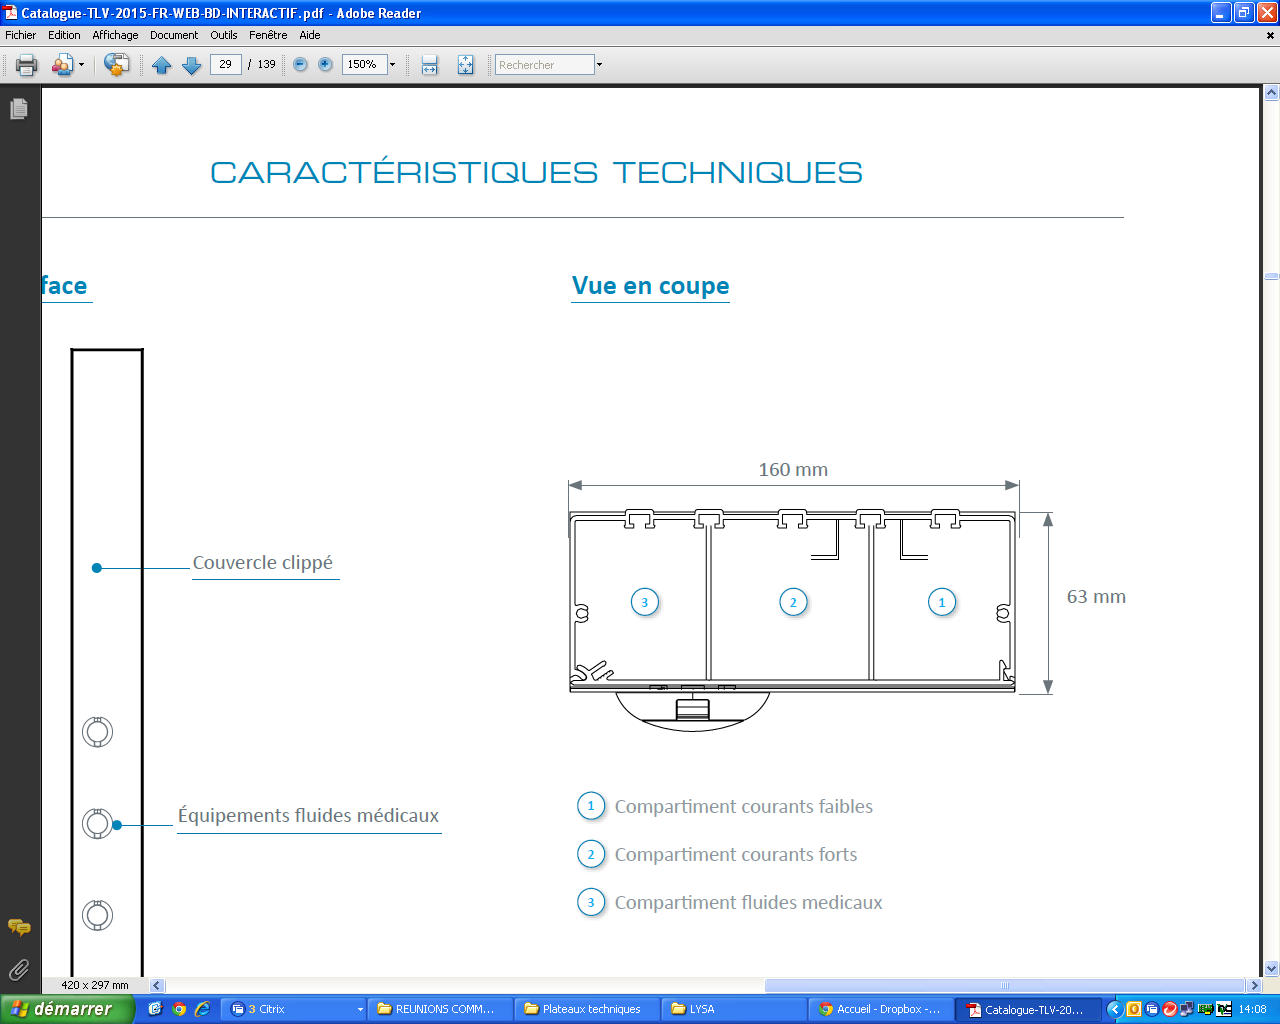 Catalogue-TLV-2015-FR-WEB-BD-INTERACTIF.pdf - Adobe Reader
Fichier Edition Affichage Document Outils Fenêtre Aide
29 / 139 150% Rechercher
CARACTÉRISTIQUES TECHNIQUES
face
Vue en coupe
160 mm
Couvercle clippé
3 2 1
63 mm
1 Compartiment courants faibles
Équipements fluides médicaux
2 Compartiment courants forts
3 Compartiment fluides medicaux
420 x 297 mm
démarrer 3 Citrix REUNIONS COMM... Plateaux techniques LYSA Accueil - Dropbox -... Catalogue-TLV-20... 14:08